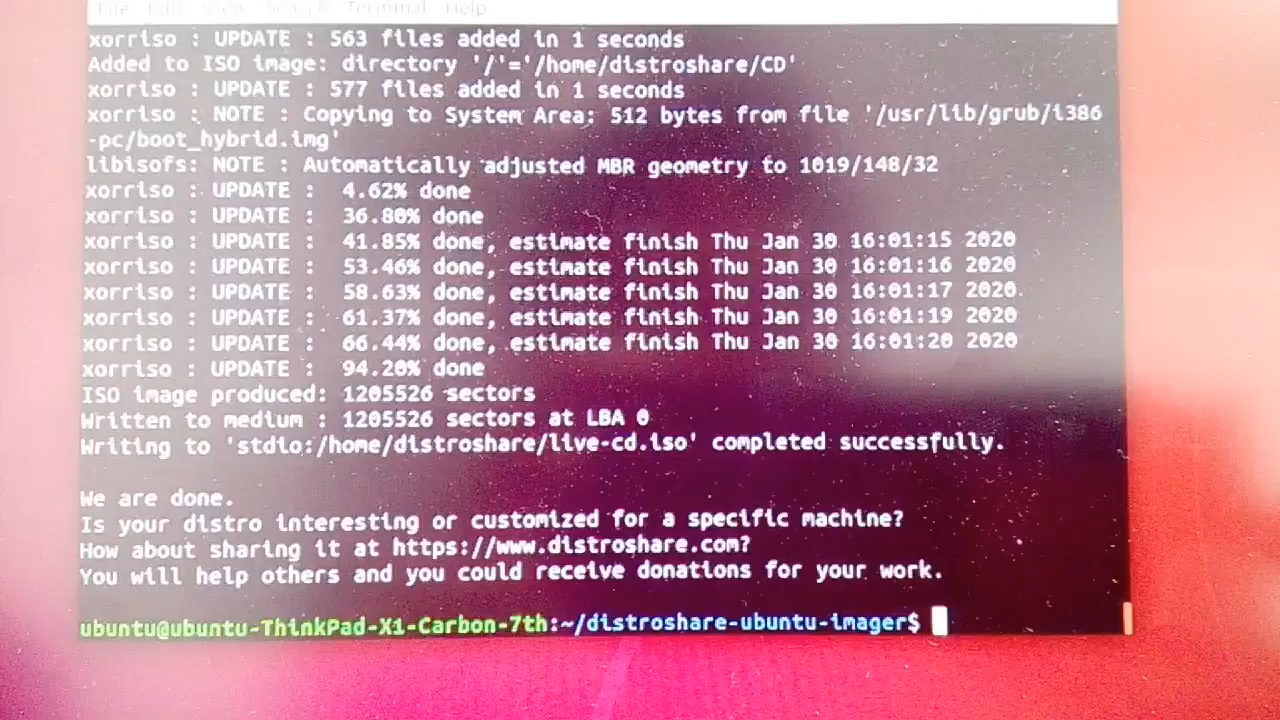 File Edit View Search Terminal Help
xorriso : UPDATE : 563 files added in 1 seconds
Added to ISO image: directory '/'='/home/distroshare/CD'
xorriso : UPDATE : 577 files added in 1 seconds
xorriso : NOTE : Copying to System Area: 512 bytes from file '/usr/lib/grub/i386
-pc/boot_hybrid.img'
libisofs: NOTE : Automatically adjusted MBR geometry to 1019/148/32
xorriso : UPDATE :   4.62% done
xorriso : UPDATE :  36.80% done
xorriso : UPDATE :  41.85% done, estimate finish Thu Jan 30 16:01:15 2020
xorriso : UPDATE :  53.46% done, estimate finish Thu Jan 30 16:01:16 2020
xorriso : UPDATE :  58.63% done, estimate finish Thu Jan 30 16:01:17 2020
xorriso : UPDATE :  61.37% done, estimate finish Thu Jan 30 16:01:19 2020
xorriso : UPDATE :  66.44% done, estimate finish Thu Jan 30 16:01:20 2020
xorriso : UPDATE :  94.20% done
ISO image produced: 1205526 sectors
Written to medium : 1205526 sectors at LBA 0
Writing to 'stdio:/home/distroshare/live-cd.iso' completed successfully.
We are done.
Is your distro interesting or customized for a specific machine?
How about sharing it at https://www.distroshare.com?
You will help others and you could receive donations for your work.
ubuntu@ubuntu-ThinkPad-X1-Carbon-7th:~/distroshare-ubuntu-imager$